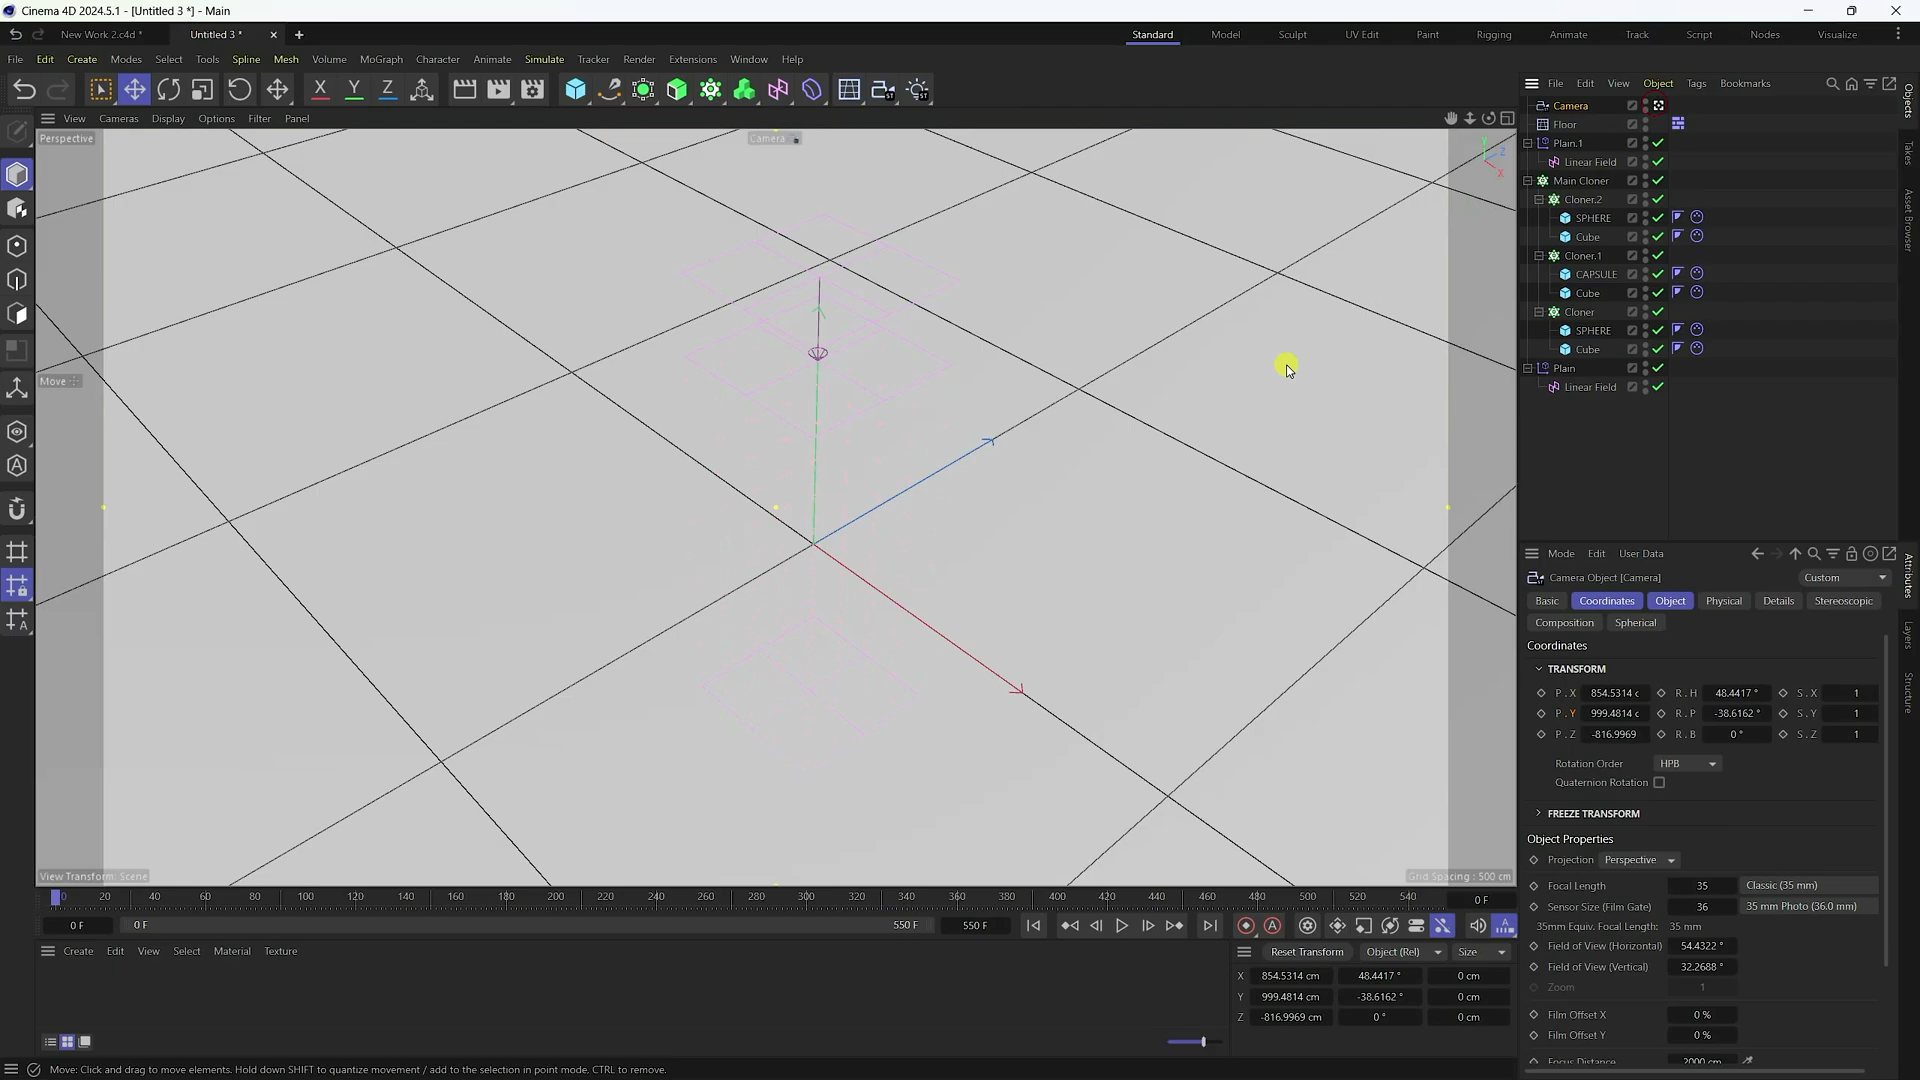 Cinema 4D 2024.5.1 - [Untitled 3 *] - Main
New Work 2.c4d *
Untitled 3 *
Standard
Model
Sculpt
UV Edit
Paint
Rigging
Animate
Track
Script
Nodes
Visualize
File
Edit
Create
Modes
Select
Tools
Spline
Mesh
Volume
MoGraph
Character
Animate
Simulate
Tracker
Render
Extensions
Window
Help
X
Y
Z
View
Cameras
Display
Options
Filter
Panel
Perspective
Camera
Move
View Transform: Scene
Grid Spacing : 500 cm
File
Edit
View
Object
Tags
Bookmarks
Camera
Floor
Plain.1
Linear Field
Main Cloner
Cloner.2
SPHERE
Cube
Cloner.1
CAPSULE
Cube
Cloner
SPHERE
Cube
Plain
Linear Field
Objects
Takes
Asset Browser
Mode
Edit
User Data
Camera Object [Camera]
Custom
Basic
Coordinates
Object
Physical
Details
Stereoscopic
Composition
Spherical
Coordinates
TRANSFORM
P . X 854.5314 c R . H 48.4417 ° S . X 1
P . Y 999.4814 c R . P -38.6162 ° S . Y 1
P . Z -816.9969 R . B 0 ° S . Z 1
Rotation Order HPB
Quaternion Rotation
FREEZE TRANSFORM
Object Properties
Projection Perspective
Focal Length 35 Classic (35 mm)
Sensor Size (Film Gate) 36 35 mm Photo (36.0 mm)
35mm Equiv. Focal Length: 35 mm
Field of View (Horizontal) 54.4322 °
Field of View (Vertical) 32.2688 °
Zoom 1
Film Offset X 0 %
Film Offset Y 0 %
Focus Distance 2000 cm
Attributes
Layers
Structure
0 20 40 60 80 100 120 140 160 180 200 220 240 260 280 300 320 340 360 380 400 420 440 460 480 500 520 540
0 F
0 F
0 F
550 F
550 F
Create
Edit
View
Select
Material
Texture
Reset Transform
Object (Rel)
Size
X 854.5314 cm 48.4417 ° 0 cm
Y 999.4814 cm -38.6162 ° 0 cm
Z -816.9969 cm 0 ° 0 cm
Move: Click and drag to move elements. Hold down SHIFT to quantize movement / add to the selection in point mode, CTRL to remove.